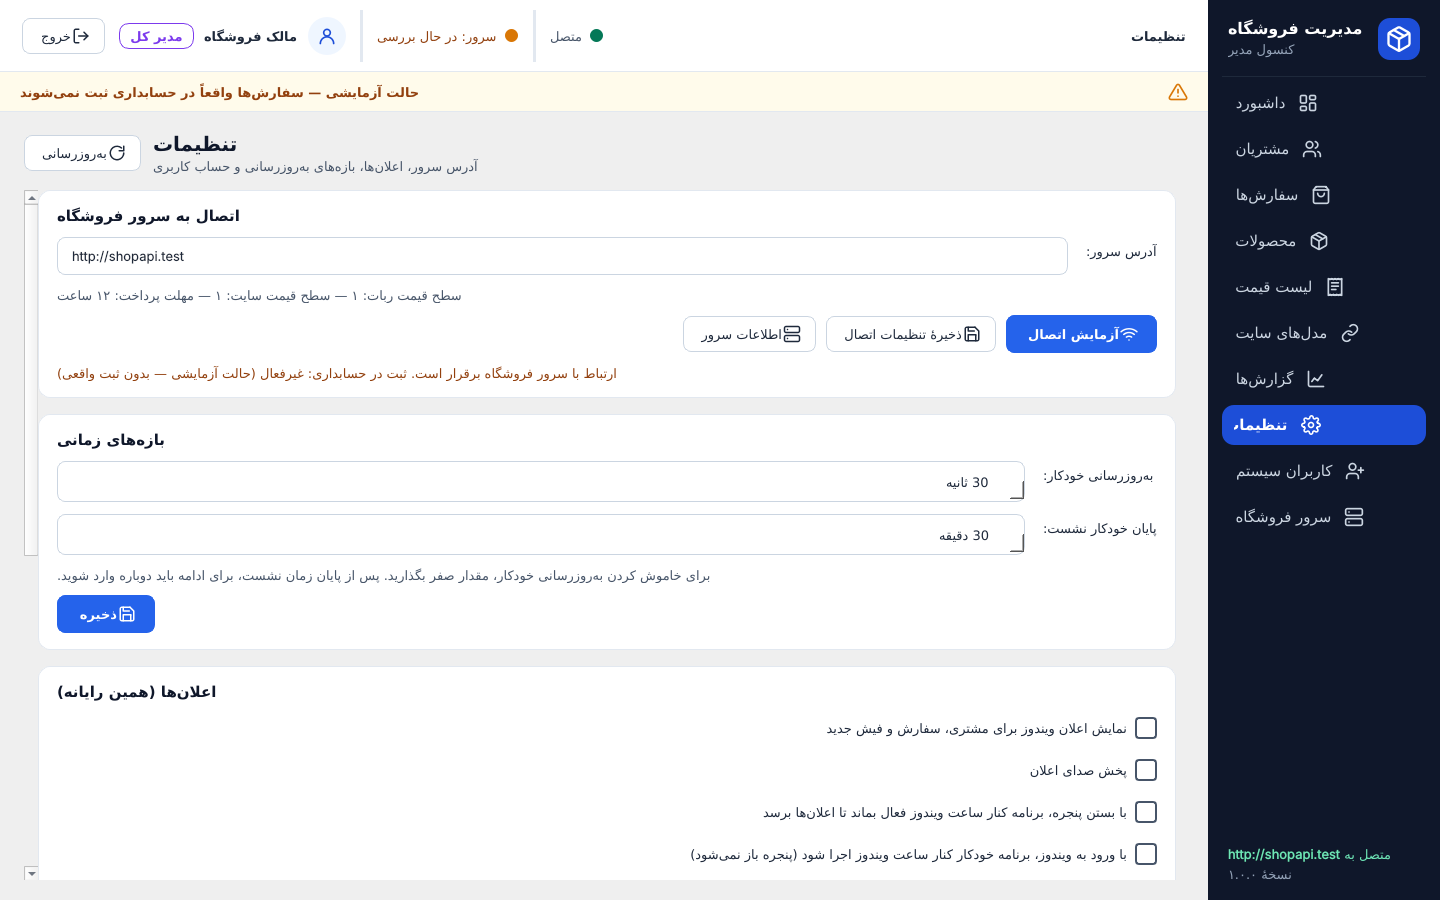 مدیریت فروشگاه
کنسول مدیر
داشبورد
مشتریان
سفارش‌ها
محصولات
لیست قیمت
مدل‌های سایت
گزارش‌ها
تنظیمات
کاربران سیستم
سرور فروشگاه
متصل به http://shopapi.test
نسخهٔ ۱.۰.۰
تنظیمات
متصل
سرور: در حال بررسی
مالک فروشگاه
مدیر کل
خروج
حالت آزمایشی — سفارش‌ها واقعاً در حسابداری ثبت نمی‌شوند
تنظیمات
آدرس سرور، اعلان‌ها، بازه‌های به‌روزرسانی و حساب کاربری
به‌روزرسانی
اتصال به سرور فروشگاه
آدرس سرور:
http://shopapi.test
سطح قیمت ربات: ۱ — سطح قیمت سایت: ۱ — مهلت پرداخت: ۱۲ ساعت
آزمایش اتصال
ذخیرهٔ تنظیمات اتصال
اطلاعات سرور
ارتباط با سرور فروشگاه برقرار است. ثبت در حسابداری: غیرفعال (حالت آزمایشی — بدون ثبت واقعی)
بازه‌های زمانی
به‌روزرسانی خودکار:
30 ثانیه
پایان خودکار نشست:
30 دقیقه
برای خاموش کردن به‌روزرسانی خودکار، مقدار صفر بگذارید. پس از پایان زمان نشست، برای ادامه باید دوباره وارد شوید.
ذخیره
اعلان‌ها (همین رایانه)
نمایش اعلان ویندوز برای مشتری، سفارش و فیش جدید
پخش صدای اعلان
با بستن پنجره، برنامه کنار ساعت ویندوز فعال بماند تا اعلان‌ها برسد
با ورود به ویندوز، برنامه خودکار کنار ساعت ویندوز اجرا شود (پنجره باز نمی‌شود)